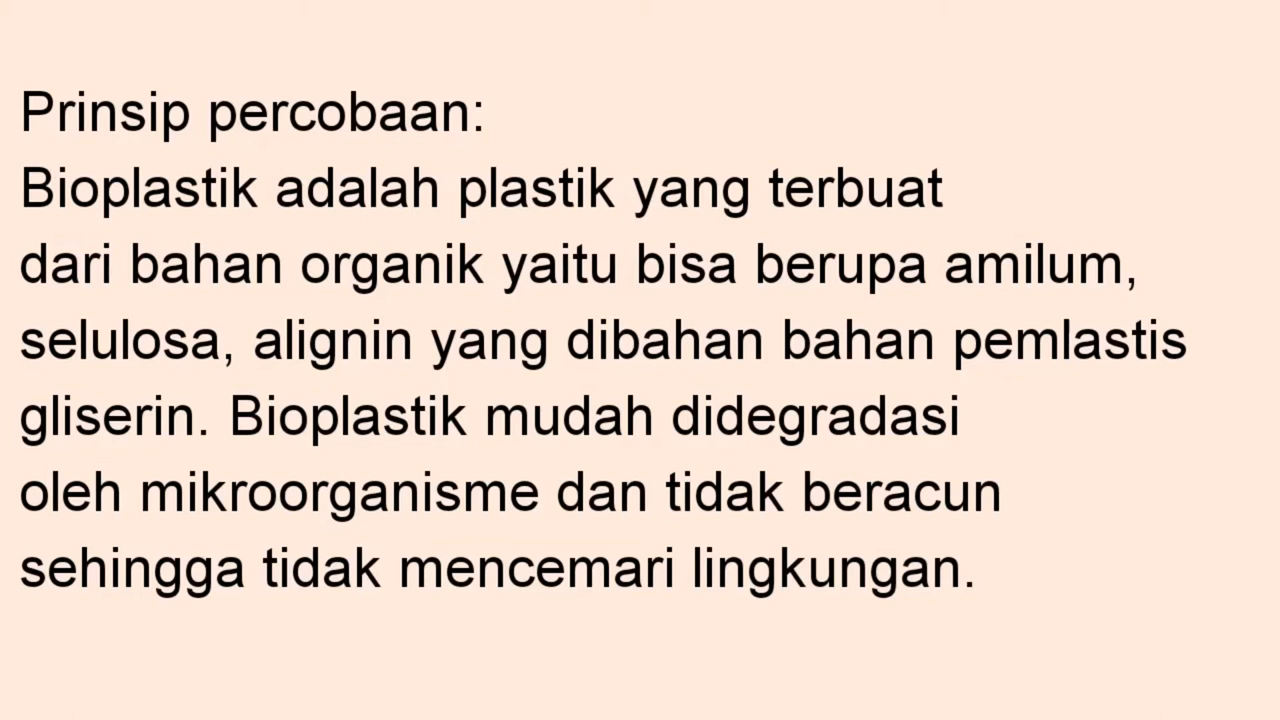 Prinsip percobaan:
Bioplastik adalah plastik yang terbuat
dari bahan organik yaitu bisa berupa amilum,
selulosa, alignin yang dibahan bahan pemlastis
gliserin. Bioplastik mudah didegradasi
oleh mikroorganisme dan tidak beracun
sehingga tidak mencemari lingkungan.